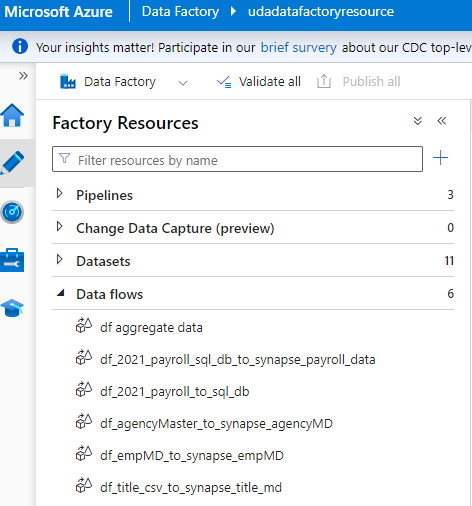 Microsoft Azure Data Factory ▸ udadatafactoryresource
Your insights matter! Participate in our brief survery about our CDC top-lev
Data Factory Validate all Publish all
Factory Resources
Filter resources by name
Pipelines 3
Change Data Capture (preview) 0
Datasets 11
Data flows 6
df aggregate data
df_2021_payroll_sql_db_to_synapse_payroll_data
df_2021_payroll_to_sql_db
df_agencyMaster_to_synapse_agencyMD
df_empMD_to_synapse_empMD
df_title_csv_to_synapse_title_md